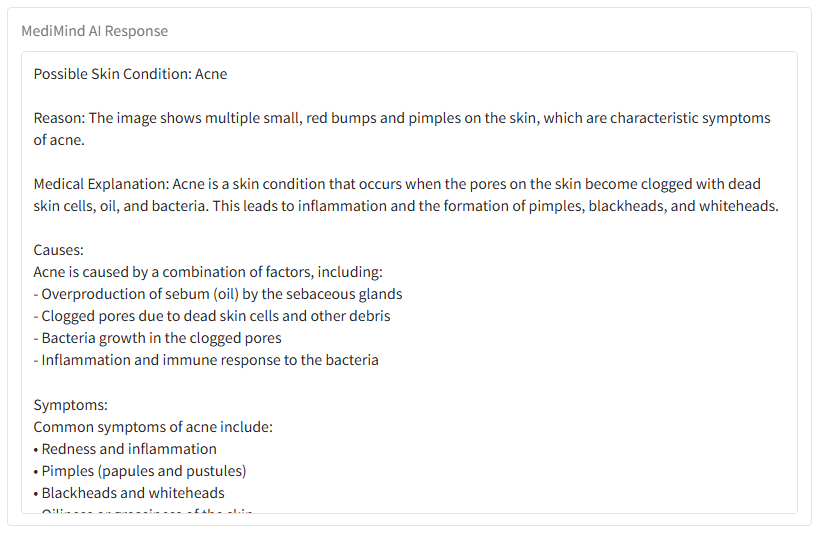 MediMind AI Response
Possible Skin Condition: Acne
Reason: The image shows multiple small, red bumps and pimples on the skin, which are characteristic symptoms
of acne.
Medical Explanation: Acne is a skin condition that occurs when the pores on the skin become clogged with dead
skin cells, oil, and bacteria. This leads to inflammation and the formation of pimples, blackheads, and whiteheads.
Causes:
Acne is caused by a combination of factors, including:
- Overproduction of sebum (oil) by the sebaceous glands
- Clogged pores due to dead skin cells and other debris
- Bacteria growth in the clogged pores
- Inflammation and immune response to the bacteria
Symptoms:
Common symptoms of acne include:
• Redness and inflammation
• Pimples (papules and pustules)
• Blackheads and whiteheads